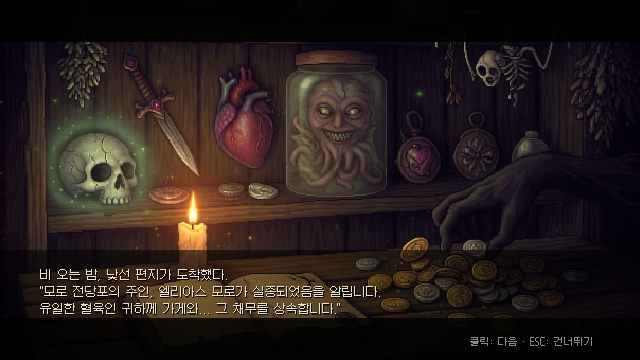 비 오는 밤, 낯선 편지가 도착했다.
"모로 전당포의 주인, 엘리아스 모로가 실종되었음을 알립니다.
유일한 혈육인 귀하께 가게와... 그 채무를 상속합니다."
클릭: 다음 · ESC: 건너뛰기